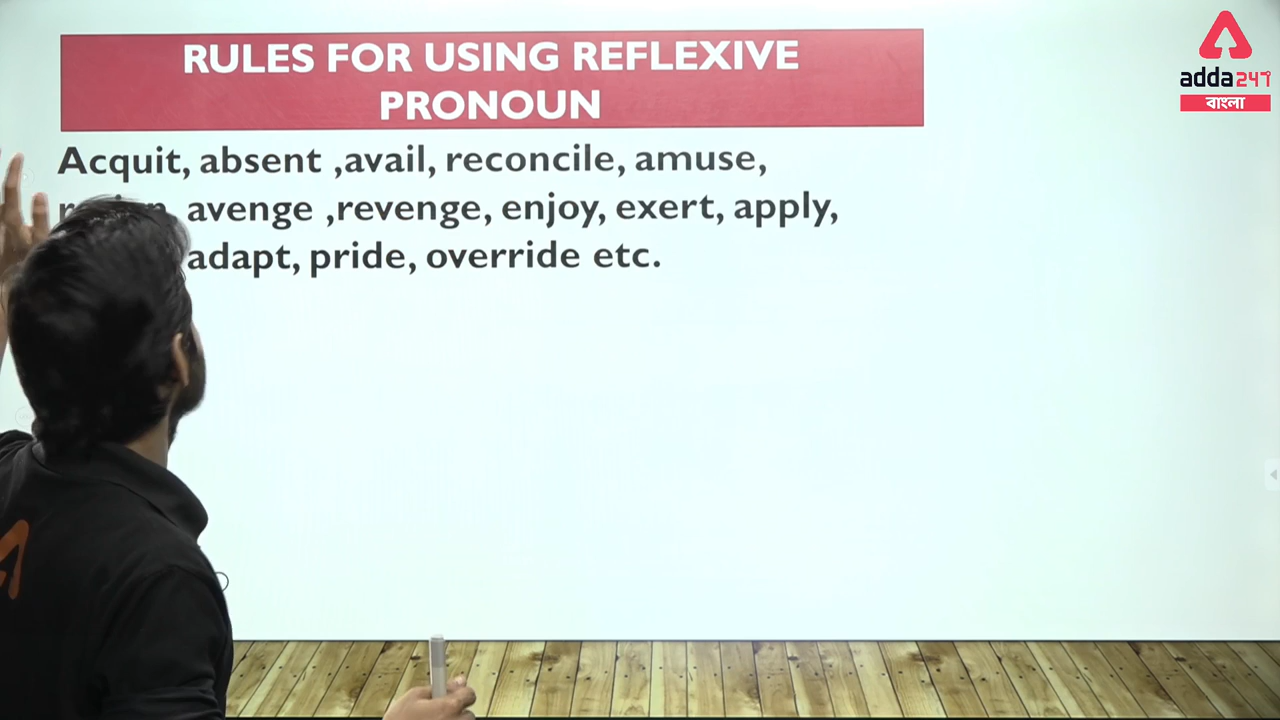 RULES FOR USING REFLEXIVE
PRONOUN
adda247
বাংলা
Acquit, absent ,avail, reconcile, amuse,
avenge ,revenge, enjoy, exert, apply,
adapt, pride, override etc.